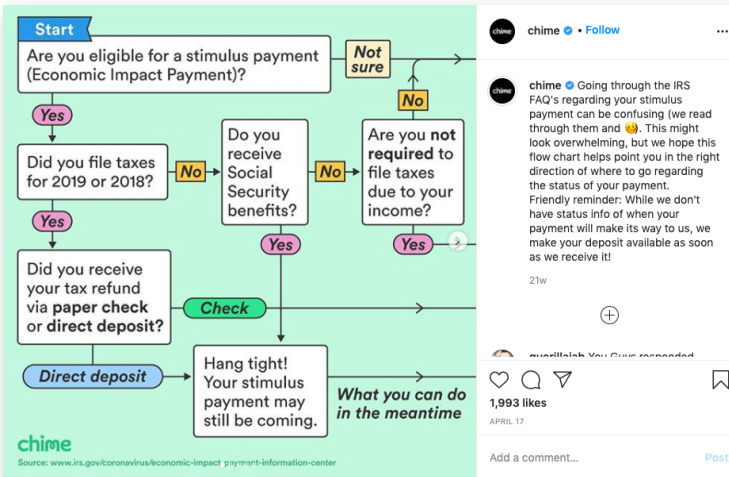 Start
Are you eligible for a stimulus payment
(Economic Impact Payment)?
Not
sure
Yes
No
Did you file taxes
for 2019 or 2018?
No
Do you
receive
Social
Security
benefits?
No
Are you not
required to
file taxes
due to your
income?
Yes
Yes
Yes
Did you receive
your tax refund
via paper check
or direct deposit?
Check
Direct deposit
Hang tight!
Your stimulus
payment may
still be coming.
What you can do
in the meantime
chime
Source: www.irs.gov/coronavirus/economic-impact-payment-information-center
chime
chime • Follow
...
chime
chime Going through the IRS
FAQ's regarding your stimulus
payment can be confusing (we read
through them and 🥴). This might
look overwhelming, but we hope this
flow chart helps point you in the right
direction of where to go regarding
the status of your payment.
Friendly reminder: While we don't
have status info of when your
payment will make its way to us, we
make your deposit available as soon
as we receive it!
21w
guerillajah You Guys responded
1,993 likes
APRIL 17
Add a comment...
Post